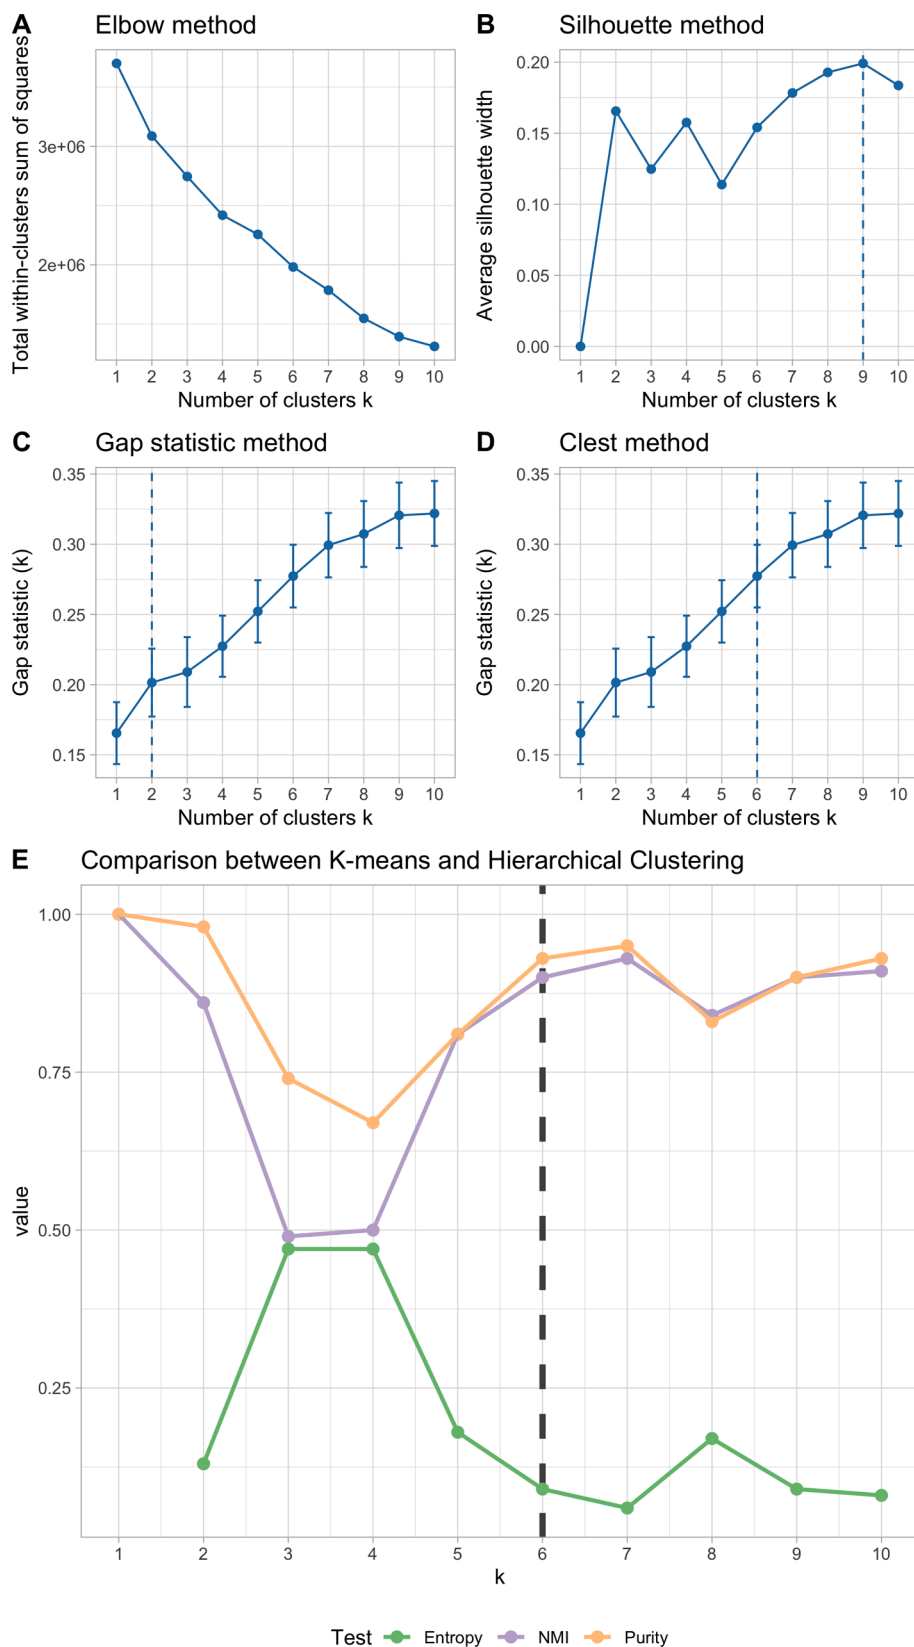 A Elbow method
Total within-clusters sum of squares
3e+06
2e+06
1 2 3 4 5 6 7 8 9 10
Number of clusters k
B Silhouette method
Average silhouette width
0.20
0.15
0.10
0.05
0.00
1 2 3 4 5 6 7 8 9 10
Number of clusters k
C Gap statistic method
Gap statistic (k)
0.35
0.30
0.25
0.20
0.15
1 2 3 4 5 6 7 8 9 10
Number of clusters k
D Clest method
Gap statistic (k)
0.35
0.30
0.25
0.20
0.15
1 2 3 4 5 6 7 8 9 10
Number of clusters k
E Comparison between K-means and Hierarchical Clustering
value
1.00
0.75
0.50
0.25
1 2 3 4 5 6 7 8 9 10
k
Test Entropy NMI Purity